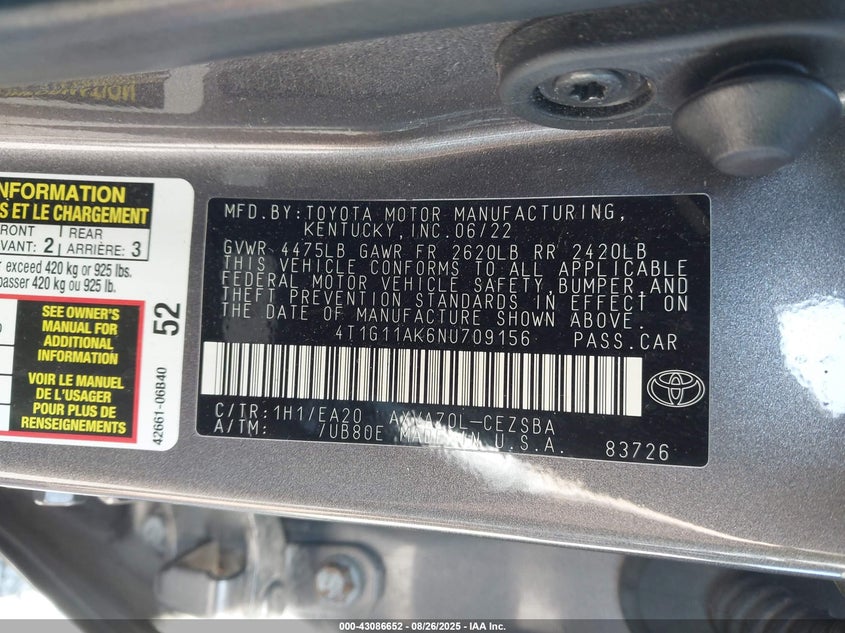 NFORMATION
S ET LE CHARGEMENT
FRONT
VANT: 2
REAR
ARRIÈRE: 3
exceed 420 kg or 925 lbs.
passer 420 kg ou 925 lb.
SEE OWNER'S
MANUAL FOR
ADDITIONAL
INFORMATION
VOIR LE MANUEL
DE L'USAGER
POUR PLUS DE
RENSEIGNEMENTS
52
42661-06B40
MFD.BY:TOYOTA MOTOR MANUFACTURING,
KENTUCKY,INC.06/22
GVWR 4475LB GAWR FR 2620LB RR 2420LB
THIS VEHICLE CONFORMS TO ALL APPLICABLE
FEDERAL MOTOR VEHICLE SAFETY,BUMPER,AND
THEFT PREVENTION STANDARDS IN EFFECT ON
THE DATE OF MANUFACTURE SHOWN ABOVE.
4T1G11AK6NU709156 PASS.CAR
C/TR:1H1/EA20 AXVA70L-CEZSBA
A/TM: 7UB80E MADE IN U.S.A.
83726
000-43086652 | 08/26/2025 - IAA Inc.